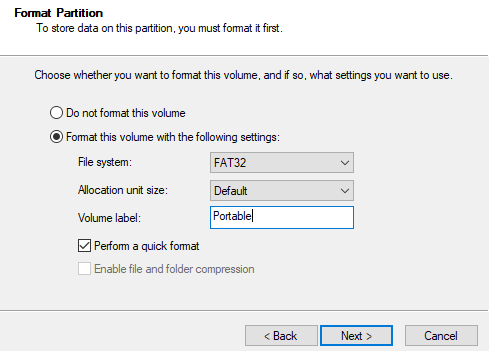 Format Partition
To store data on this partition, you must format it first.
Choose whether you want to format this volume, and if so, what settings you want to use.
Do not format this volume
Format this volume with the following settings:
File system: FAT32
Allocation unit size: Default
Volume label: Portable
Perform a quick format
Enable file and folder compression
< Back Next > Cancel